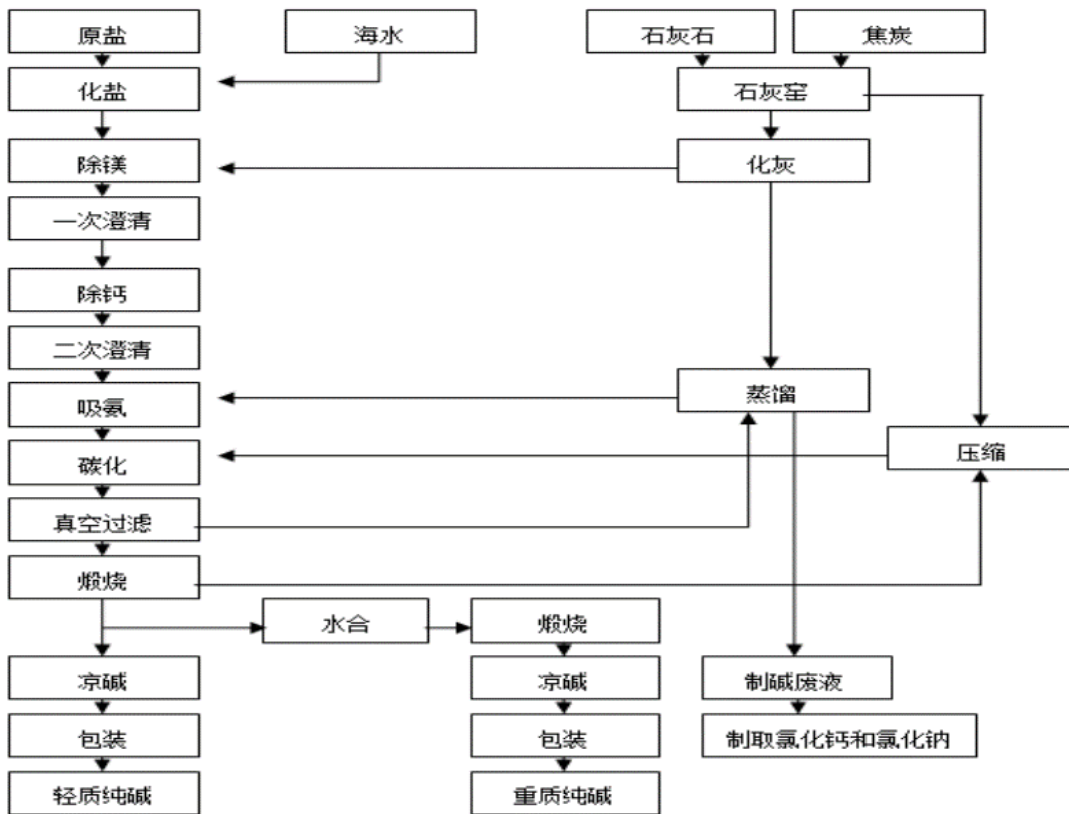 原盐
海水
石灰石
焦炭
化盐
石灰窑
除镁
化灰
一次澄清
除钙
二次澄清
吸氨
蒸馏
碳化
压缩
真空过滤
煅烧
水合
煅烧
凉碱
凉碱
制碱废液
包装
包装
制取氯化钙和氯化钠
轻质纯碱
重质纯碱